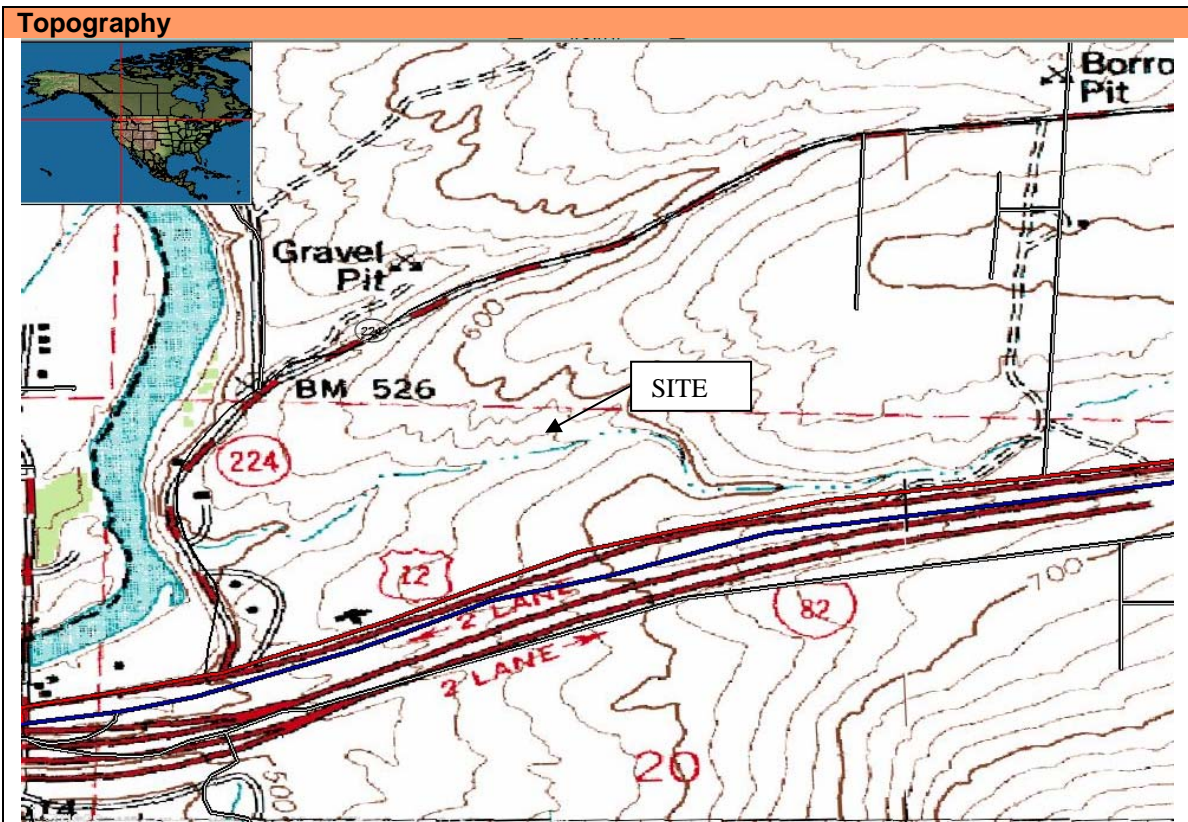 Topography
Borro
Pit
Gravel
Pit
224
600
BM 526
SITE
224
12
2 LANE
2 LANE
82
700
20
500